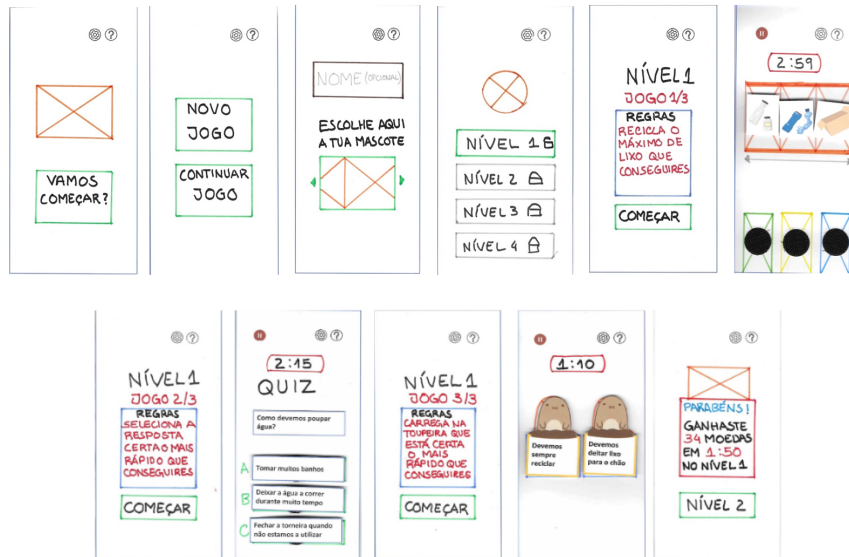 ?
VAMOS
COMEÇAR?
?
NOVO
JOGO
CONTINUAR
JOGO
?
NOME (OPCIONAL)
ESCOLHE AQUI
A TUA MASCOTE
?
NÍVEL 1
NÍVEL 2
NÍVEL 3
NÍVEL 4
?
NÍVEL 1
JOGO 1/3
REGRAS
RECICLA O
MÁXIMO DE
LIXO QUE
CONSEGUIRES
COMEÇAR
?
2:59
?
NÍVEL 1
JOGO 2/3
REGRAS
SELECIONA A
RESPOSTA
CERTA O MAIS
RÁPIDO QUE
CONSEGUIRES
COMEÇAR
?
2:15
QUIZ
Como devemos poupar
água?
A Tomar muitos banhos
B Deixar a água a correr
durante muito tempo
C Fechar a torneira quando
não estamos a utilizar
?
NÍVEL 1
JOGO 3/3
REGRAS
CARREGA NA
TOUPEIRA QUE
ESTÁ CERTA
O MAIS
RÁPIDO QUE
CONSEGUIRES
COMEÇAR
?
1:10
Devemos
sempre
reciclar
Devemos
deitar lixo
para o chão
?
PARABÉNS!
GANHASTE
34 MOEDAS
EM 1:50
NO NÍVEL 1
NÍVEL 2